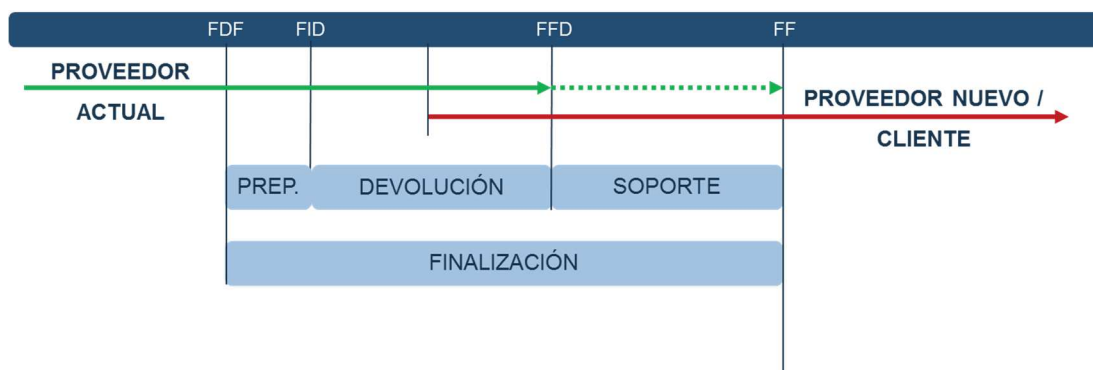 FDF FID FFD FF
PROVEEDOR
ACTUAL
PROVEEDOR NUEVO /
CLIENTE
PREP. DEVOLUCIÓN SOPORTE
FINALIZACIÓN